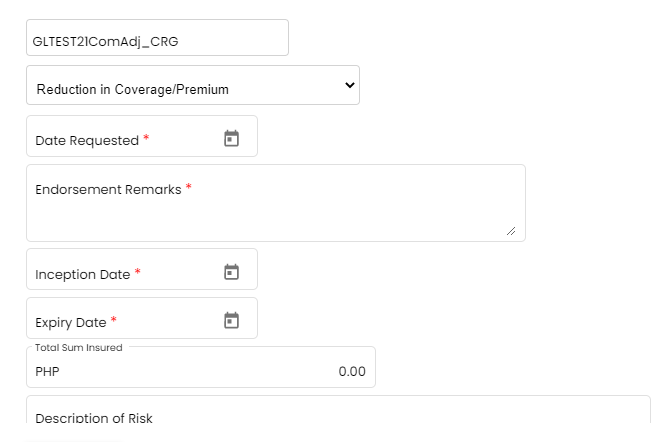 GLTEST21ComAdj_CRG
Reduction in Coverage/Premium
Date Requested *
Endorsement Remarks *
Inception Date *
Expiry Date *
Total Sum Insured
PHP 0.00
Description of Risk